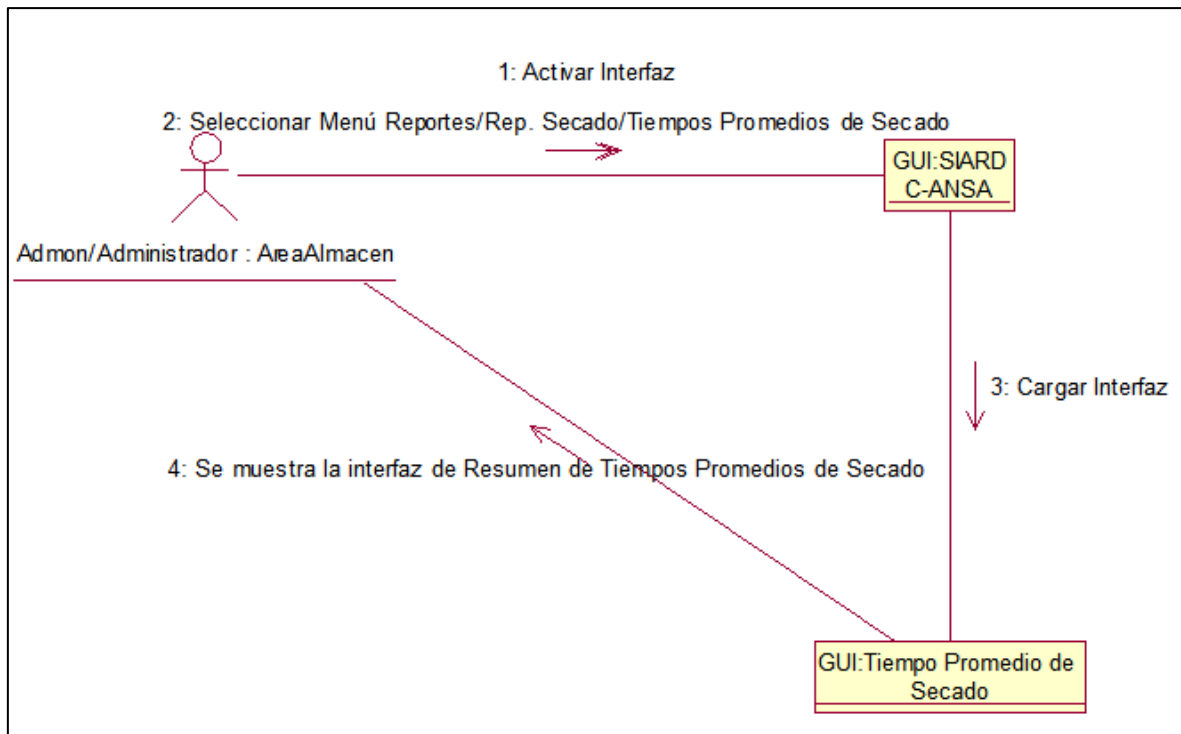 1: Activar Interfaz
2: Seleccionar Menú Reportes/Rep. Secado/Tiempos Promedios de Secado
GUI:SIARD
C-ANSA
Admon/Administrador : AreaAlmacen
3: Cargar Interfaz
4: Se muestra la interfaz de Resumen de Tiempos Promedios de Secado
GUI:Tiempo Promedio de
Secado